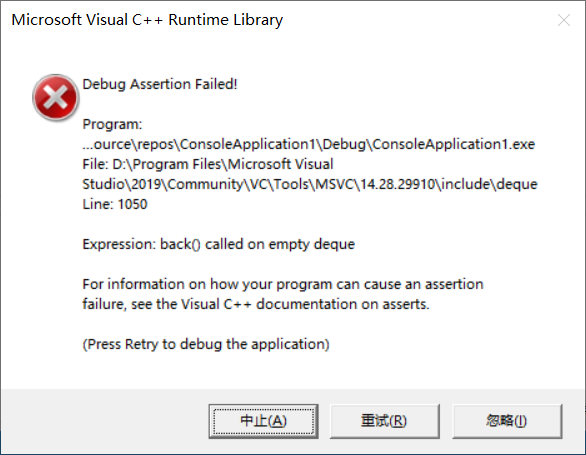 Microsoft Visual C++ Runtime Library
Debug Assertion Failed!
Program:
...ource\repos\ConsoleApplication1\Debug\ConsoleApplication1.exe
File: D:\Program Files\Microsoft Visual
Studio\2019\Community\VC\Tools\MSVC\14.28.29910\include\deque
Line: 1050
Expression: back() called on empty deque
For information on how your program can cause an assertion
failure, see the Visual C++ documentation on asserts.
(Press Retry to debug the application)
中止(A)
重试(R)
忽略(I)